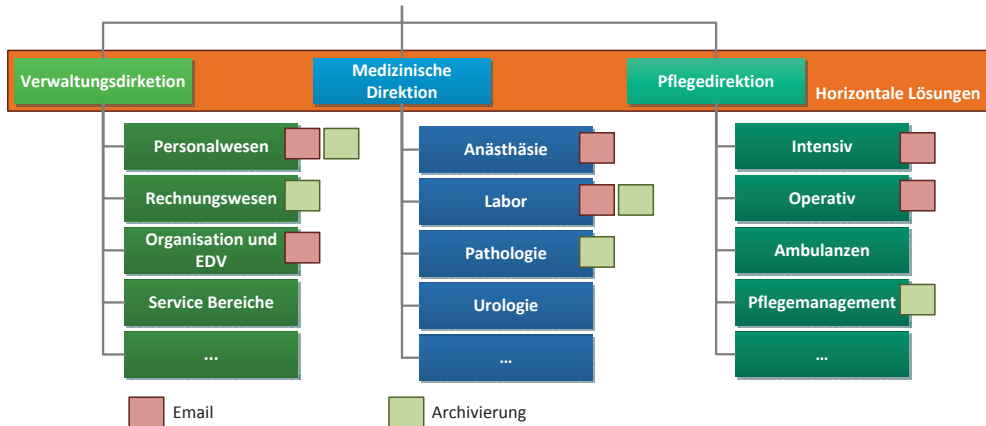 Verwaltungsdirketion
Medizinische
Direktion
Pflegedirektion
Horizontale Lösungen
Personalwesen
Rechnungswesen
Organisation und
EDV
Service Bereiche
...
Anästhäsie
Labor
Pathologie
Urologie
...
Intensiv
Operativ
Ambulanzen
Pflegemanagement
...
Email
Archivierung